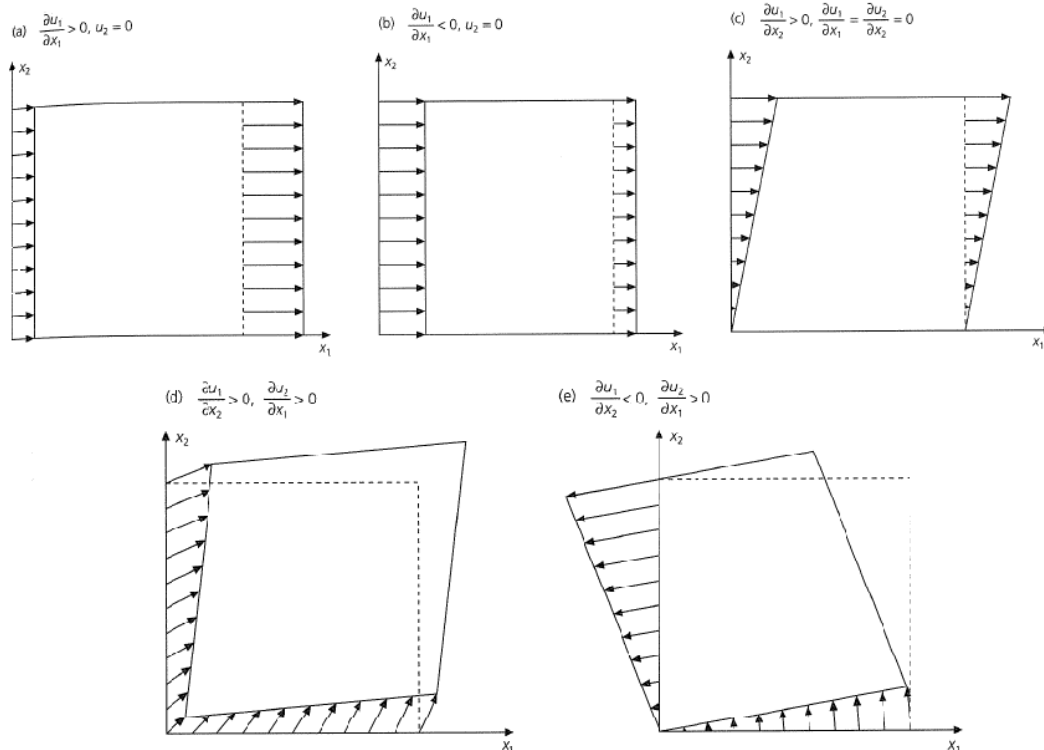 (a) ∂u₁/∂x₁ > 0, u₂ = 0
(b) ∂u₁/∂x₁ < 0, u₂ = 0
(c) ∂u₁/∂x₂ > 0, ∂u₁/∂x₁ = ∂u₂/∂x₂ = 0
x₂
x₂
x₂
x₁
x₁
x₁
(d) ∂u₁/∂x₂ > 0, ∂u₂/∂x₁ > 0
(e) ∂u₁/∂x₂ < 0, ∂u₂/∂x₁ > 0
x₂
x₂
x₁
x₁